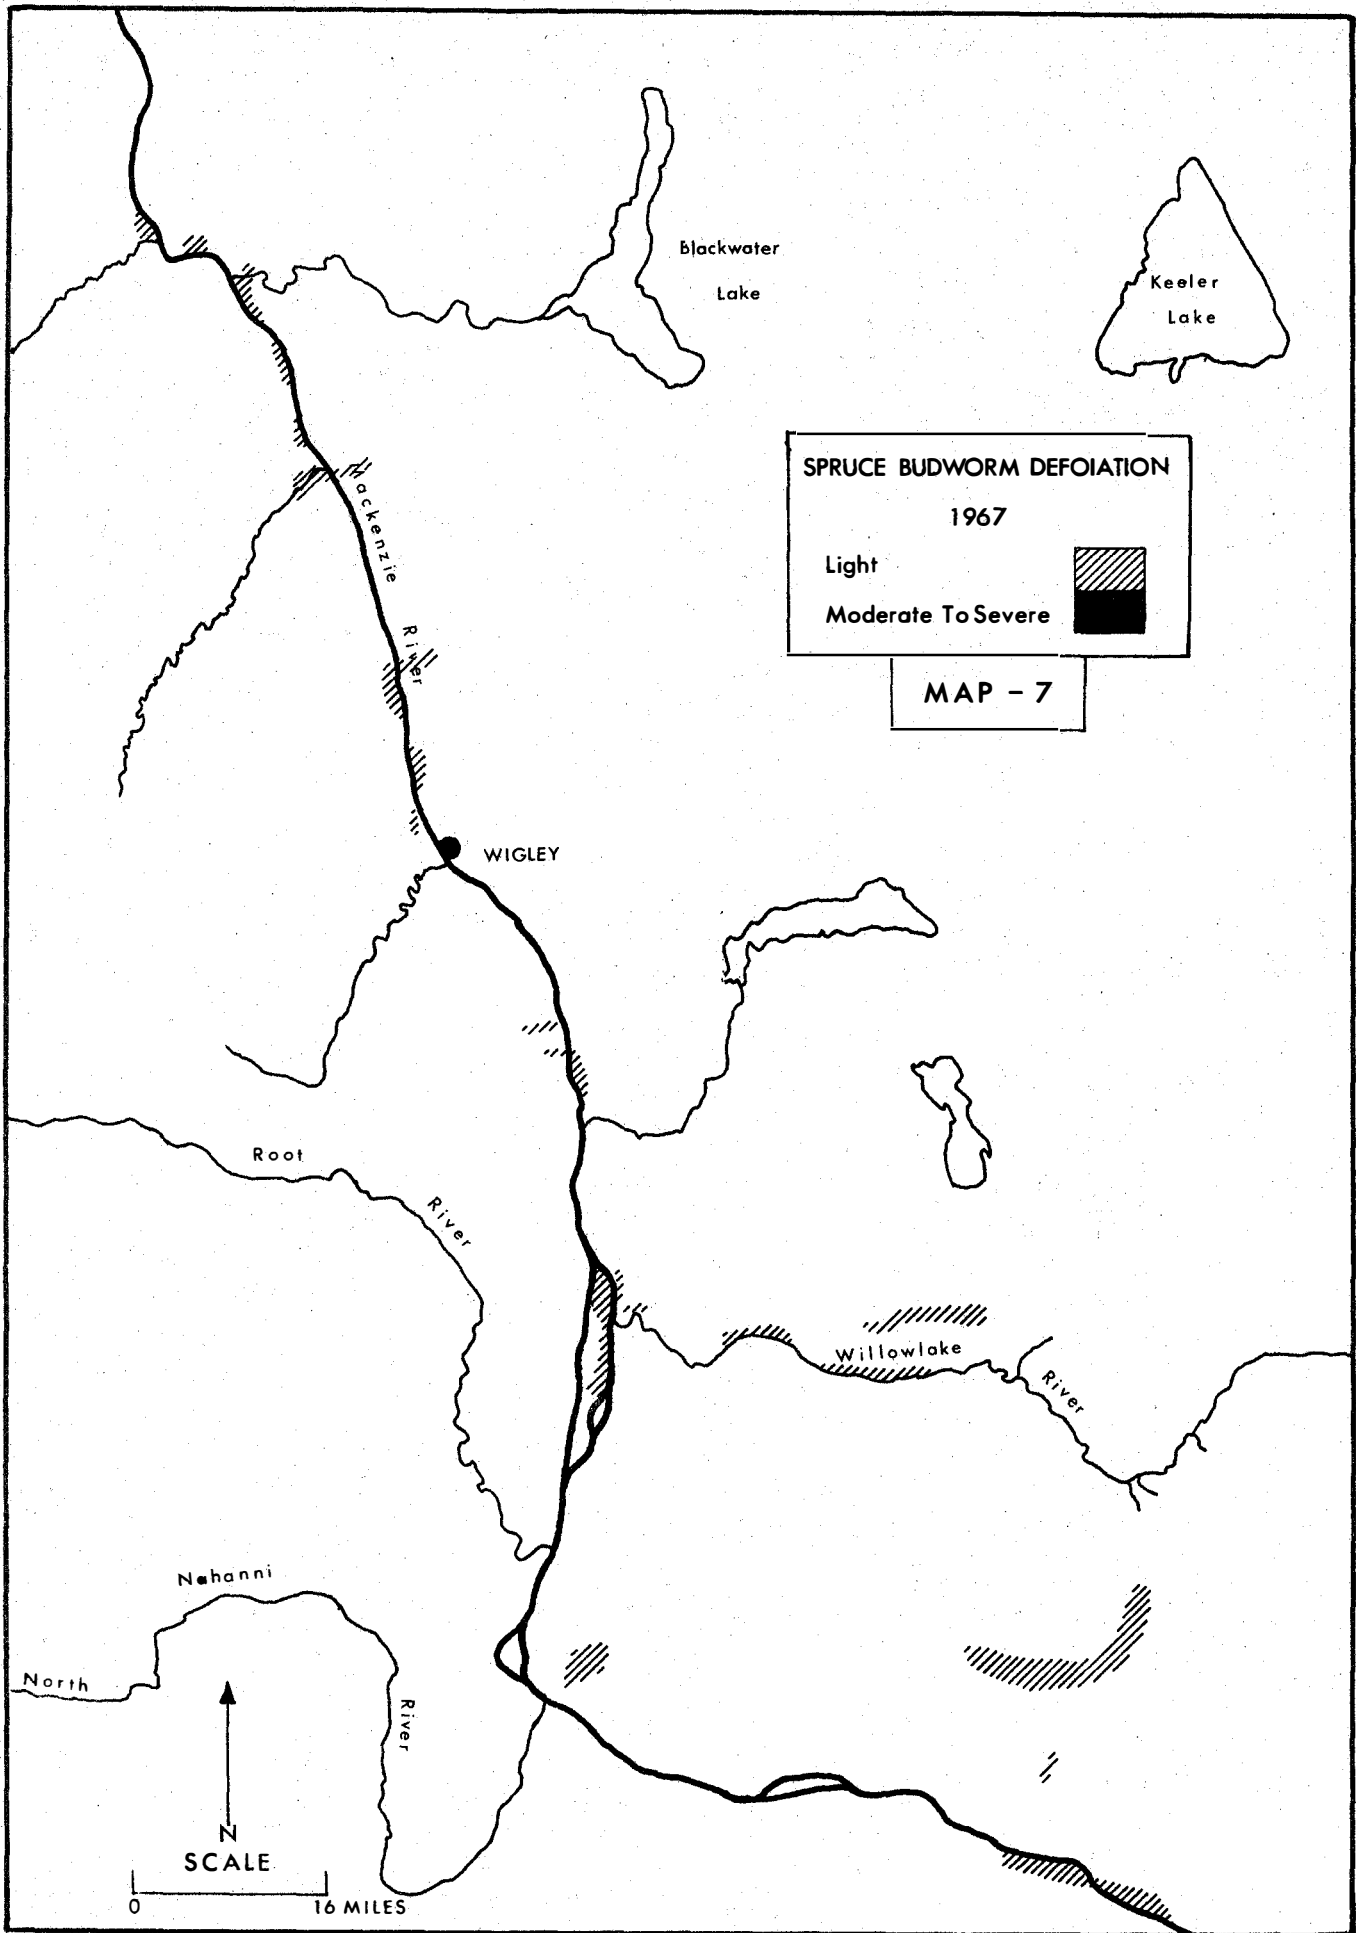 Blackwater
Lake
Keeler
Lake
SPRUCE BUDWORM DEFOIATION
1967
Light
Moderate To Severe
MAP - 7
Mackenzie
River
WIGLEY
Root
River
Willowlake
River
Nahanni
North
River
N
SCALE
0 16 MILES